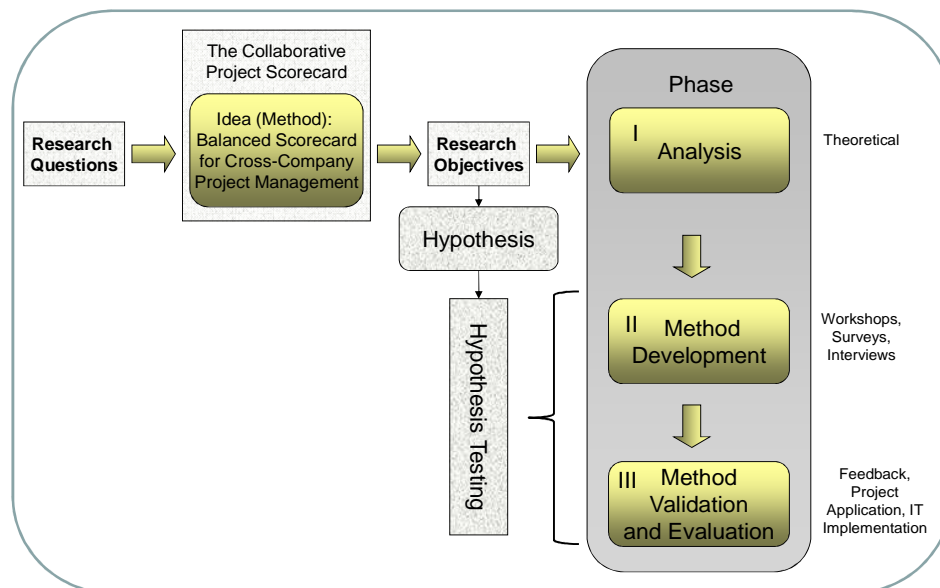 The Collaborative
Project Scorecard
Idea (Method):
Balanced Scorecard
for Cross-Company
Project Management
Research
Questions
Research
Objectives
Hypothesis
Hypothesis Testing
Phase
I
Analysis
Theoretical
II
Method
Development
Workshops,
Surveys,
Interviews
III
Method
Validation
and Evaluation
Feedback,
Project
Application, IT
Implementation